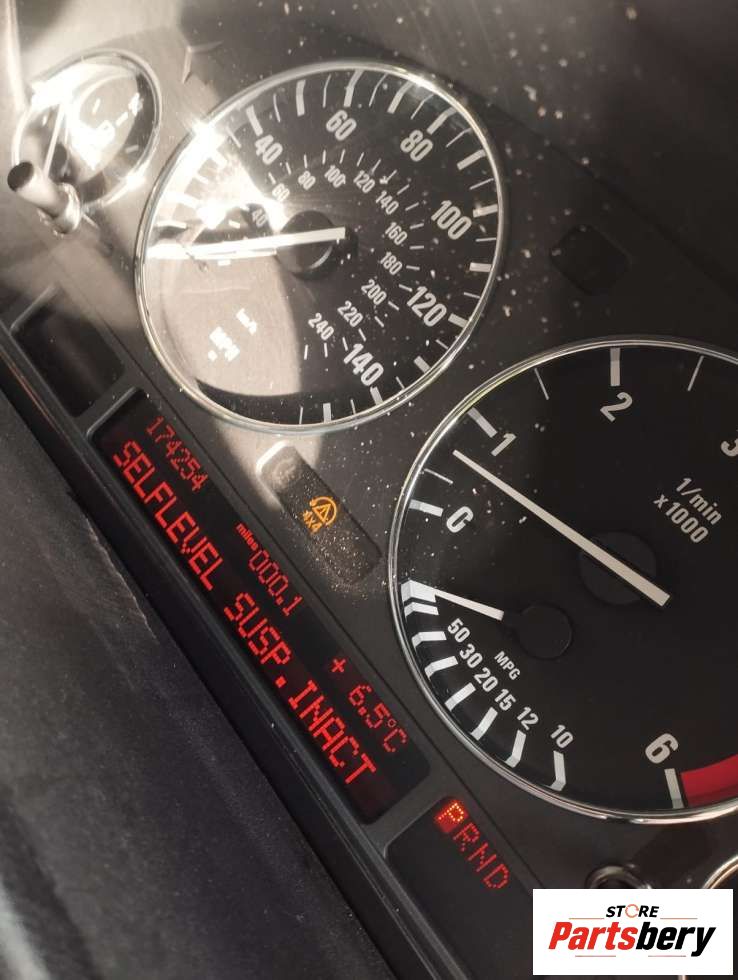 40
60
80
100
120
140
40
60
80
100
120
140
160
180
200
220
240
174254
miles 000.1
+ 6.5°C
SELFLEVEL SUSP.INACT
4x4
1
2
3
6
1/min
x1000
C
50
30
20
15
12
10
MPG
PRND
STORE
Partsbery